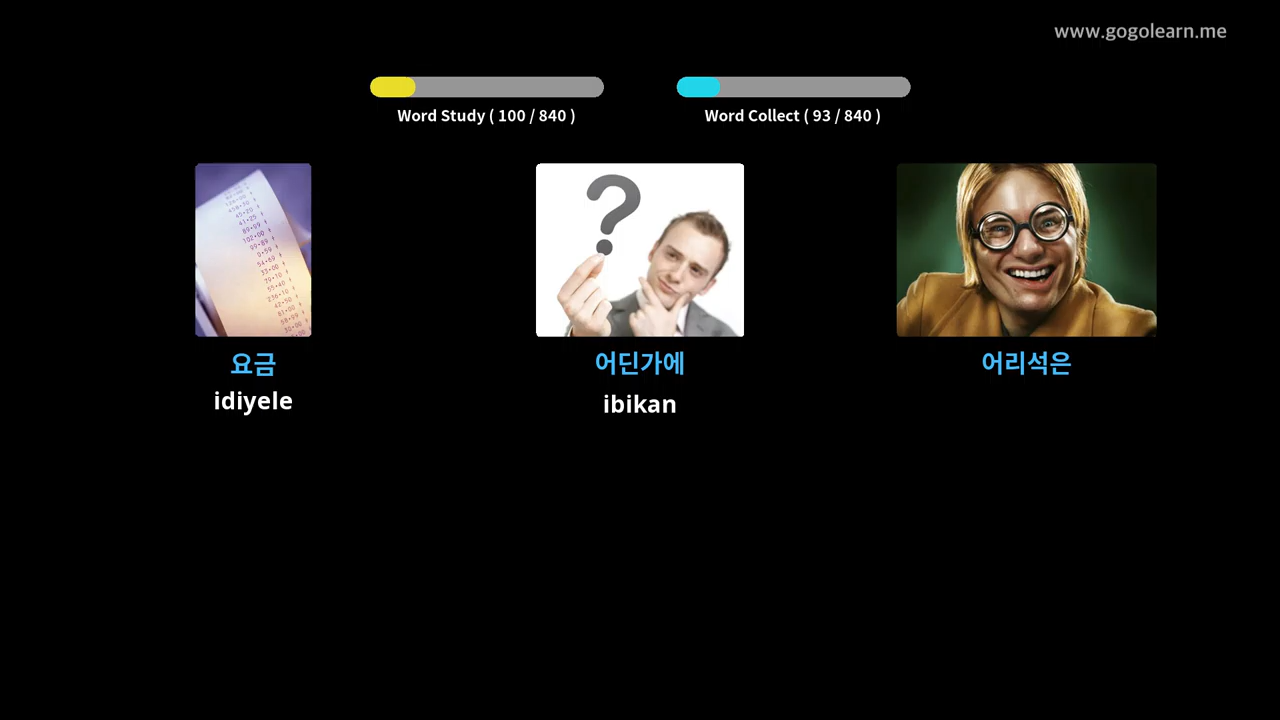 www.gogolearn.me
Word Study ( 100 / 840 )
Word Collect ( 93 / 840 )
요금
어딘가에
어리석은
idiyele
ibikan